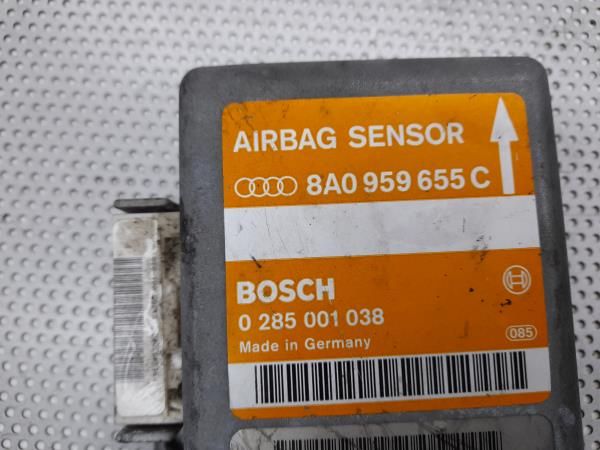 AIRBAG SENSOR
8A0 959 655 C
BOSCH
0 285 001 038
Made in Germany
085